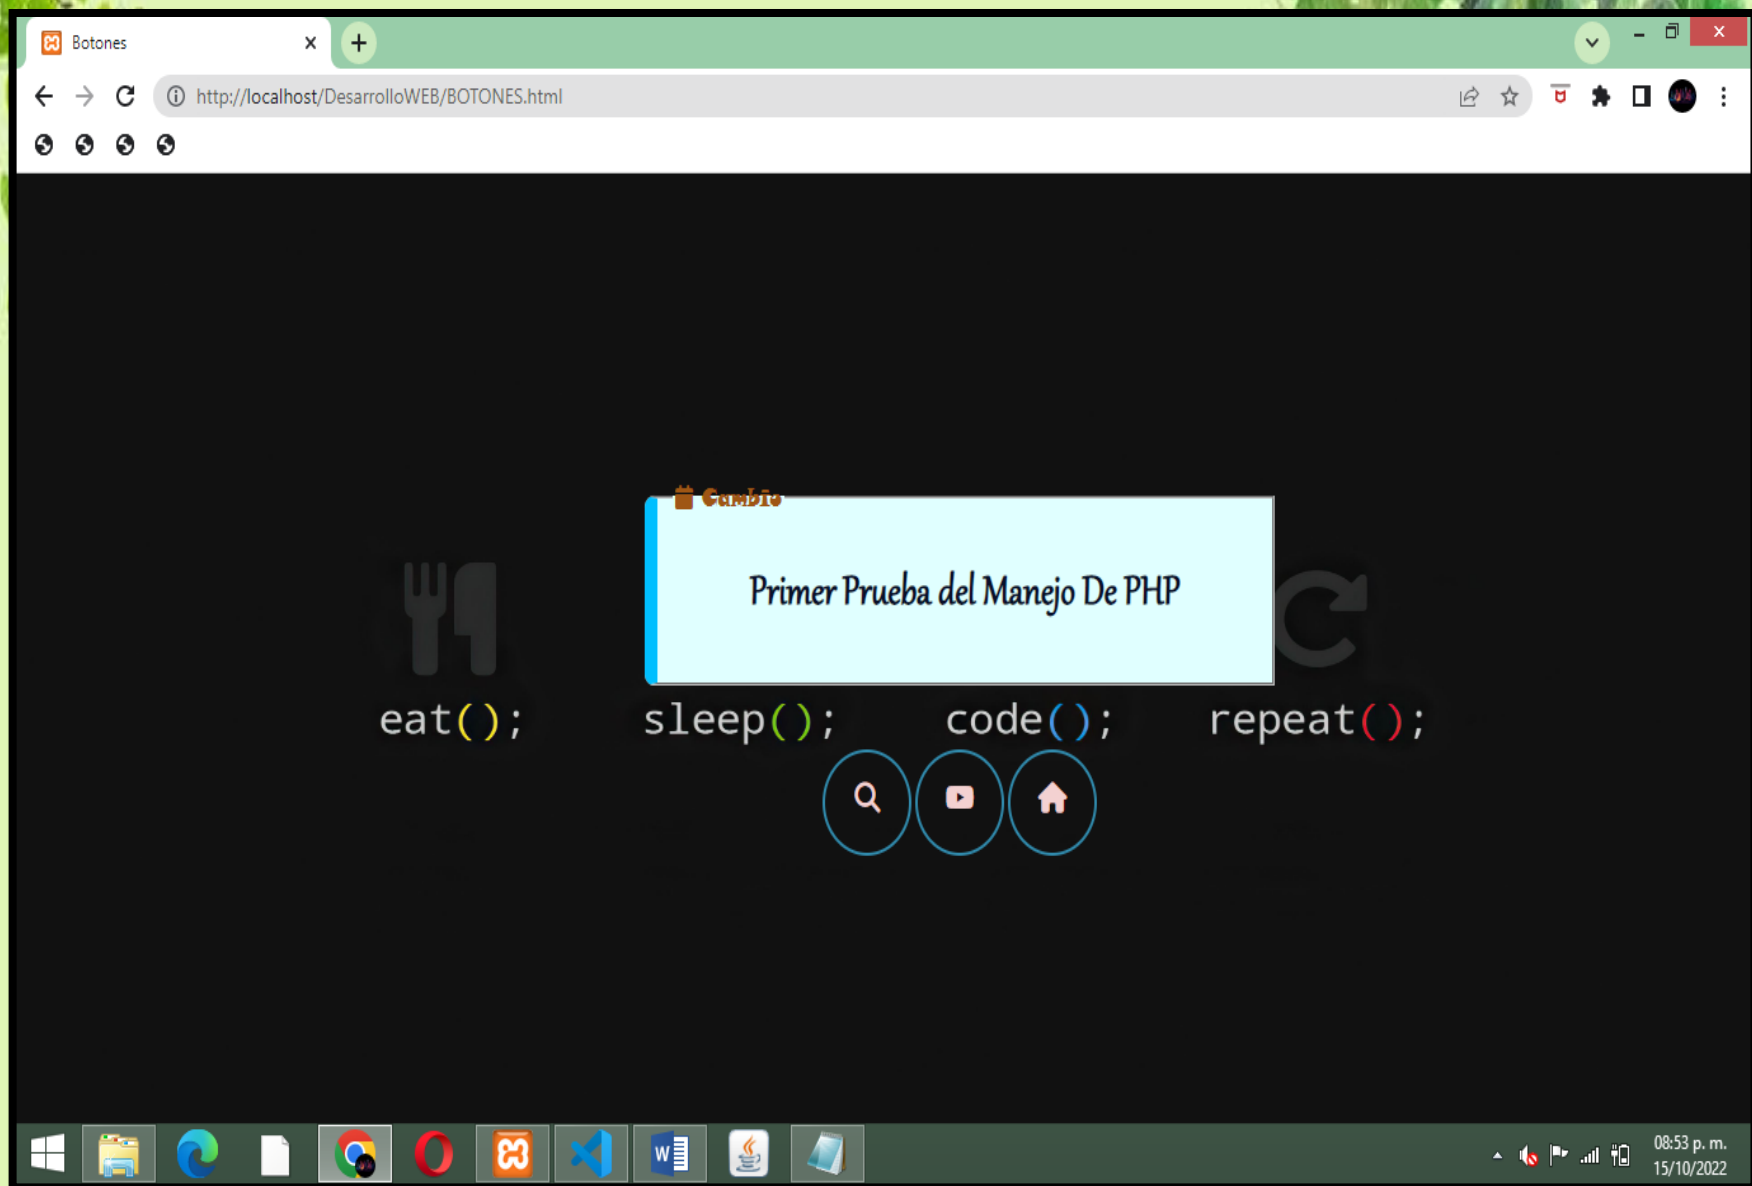 Botones
http://localhost/DesarrolloWEB/BOTONES.html
Cambio
Primer Prueba del Manejo De PHP
eat(); sleep(); code(); repeat();
08:53 p. m.
15/10/2022